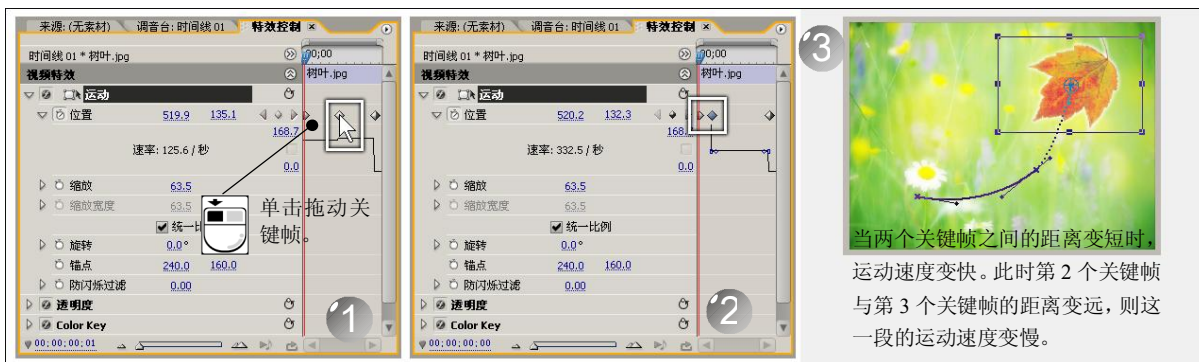 来源: (无素材)
调音台: 时间线 01
特效控制 ×
时间线 01 * 树叶.jpg
00;00
视频特效
树叶.jpg
运动
位置 519.9 135.1
168.7
速率: 125.6 / 秒
0.0
缩放 63.5
缩放宽度 63.5
统一比
旋转 0.0°
锚点 240.0 160.0
防闪烁过滤 0.00
透明度
Color Key
00;00;00;01
单击拖动关
键帧。
1
来源: (无素材)
调音台: 时间线 01
特效控制 ×
时间线 01 * 树叶.jpg
00;00
视频特效
树叶.jpg
运动
位置 520.2 132.3
168.
速率: 332.5 / 秒
0.0
缩放 63.5
缩放宽度 63.5
统一比例
旋转 0.0°
锚点 240.0 160.0
防闪烁过滤 0.00
透明度
Color Key
00;00;00;00
2
3
当两个关键帧之间的距离变短时，
运动速度变快。此时第 2 个关键帧
与第 3 个关键帧的距离变远，则这
一段的运动速度变慢。